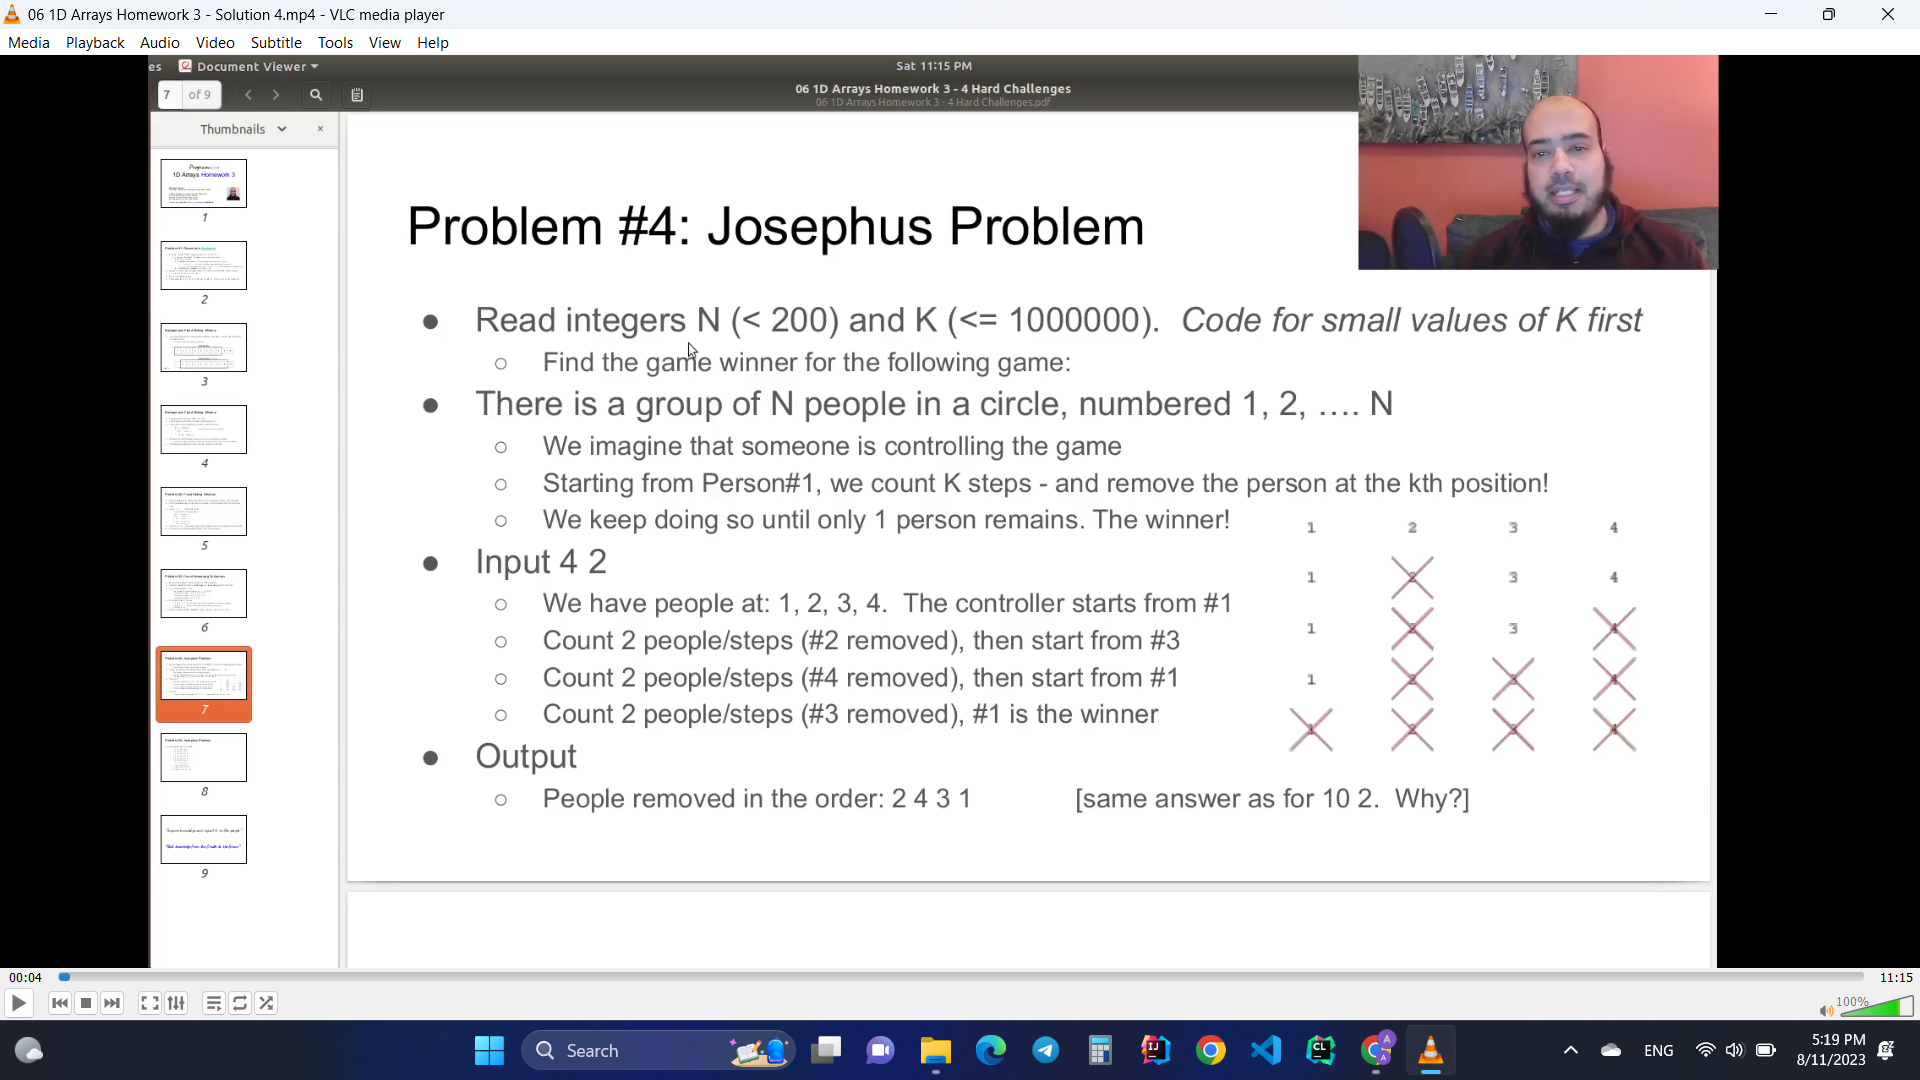 06 1D Arrays Homework 3 - Solution 4.mp4 - VLC media player
Media Playback Audio Video Subtitle Tools View Help
es Document Viewer Sat 11:15 PM
7 of 9
06 1D Arrays Homework 3 - 4 Hard Challenges
06 1D Arrays Homework 3 - 4 Hard Challenges.pdf
Thumbnails ×
1D Arrays Homework 3
1
2
3
4
5
6
7
8
9
Problem #4: Josephus Problem
● Read integers N (< 200) and K (<= 1000000). Code for small values of K first
○ Find the game winner for the following game:
● There is a group of N people in a circle, numbered 1, 2, …. N
○ We imagine that someone is controlling the game
○ Starting from Person#1, we count K steps - and remove the person at the kth position!
○ We keep doing so until only 1 person remains. The winner!
● Input 4 2
○ We have people at: 1, 2, 3, 4. The controller starts from #1
○ Count 2 people/steps (#2 removed), then start from #3
○ Count 2 people/steps (#4 removed), then start from #1
○ Count 2 people/steps (#3 removed), #1 is the winner
● Output
○ People removed in the order: 2 4 3 1 [same answer as for 10 2. Why?]
1 2 3 4
1 2 3 4
1 2 3 4
1 2 3 4
1 2 3 4
00:04 11:15
100%
Search
ENG
5:19 PM
8/11/2023